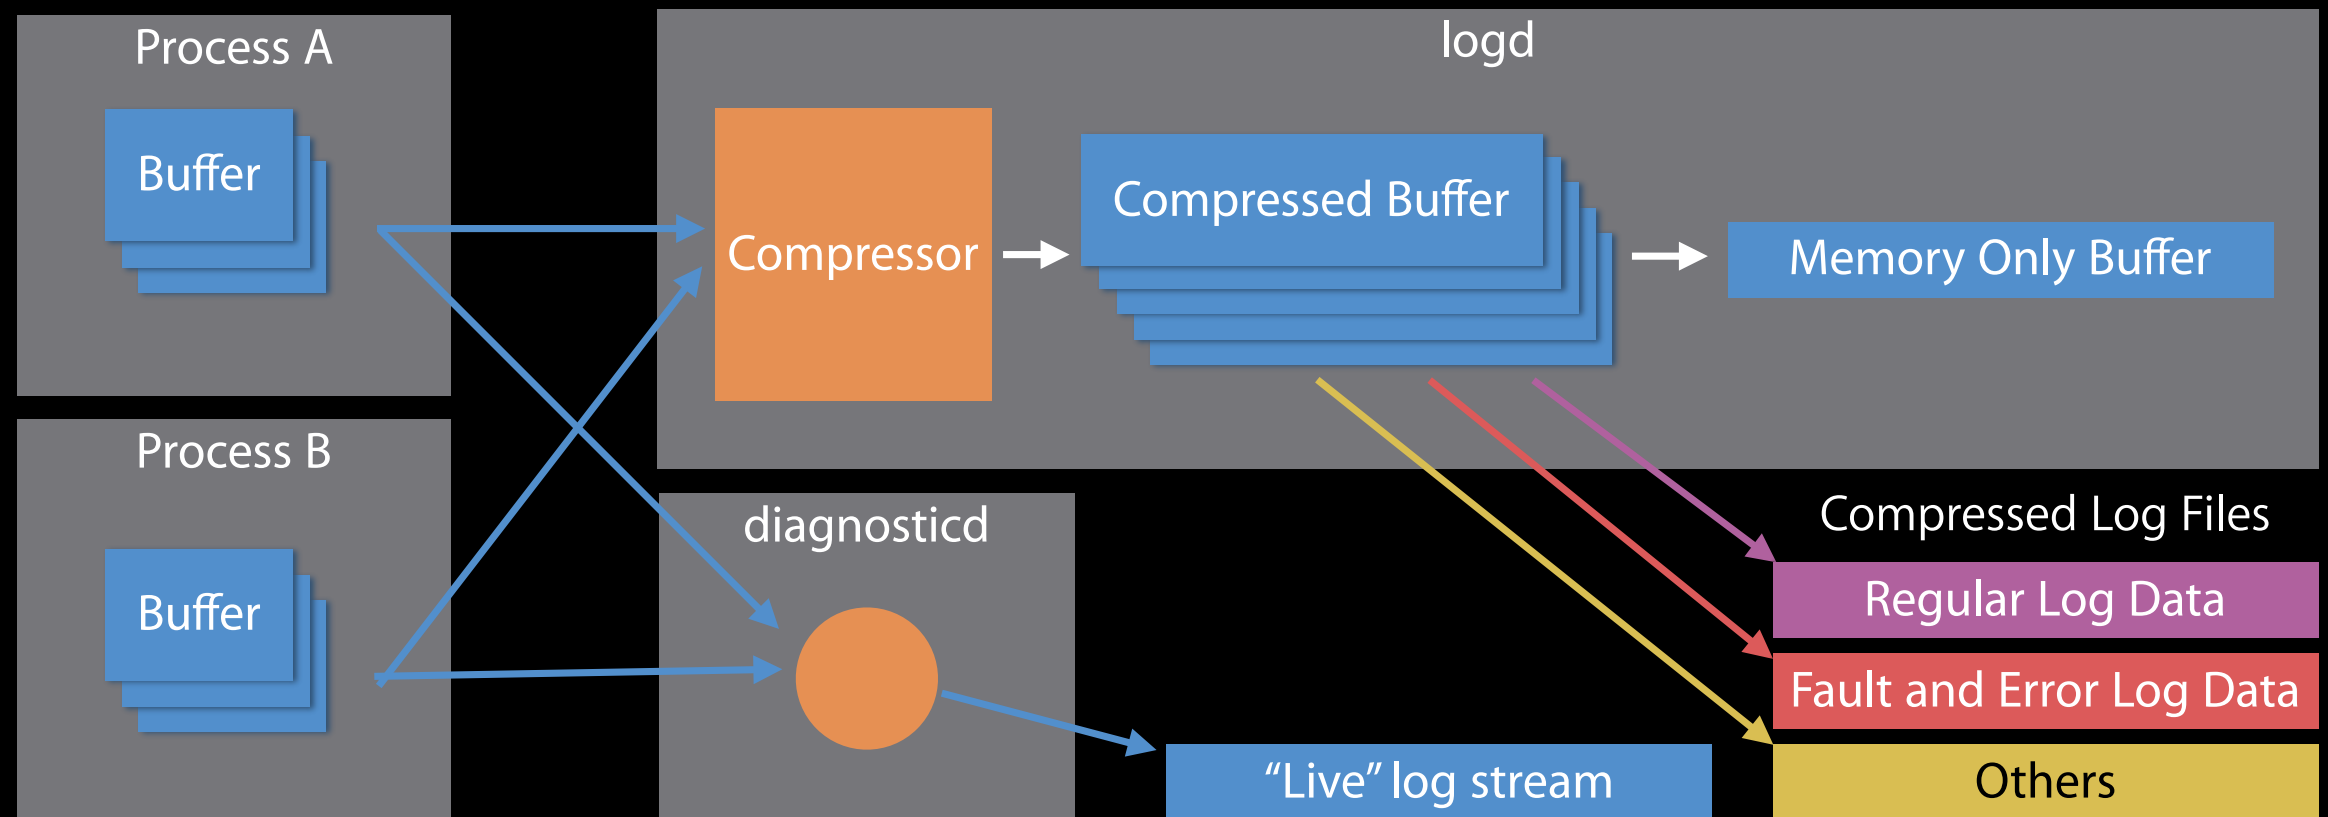 Process A
Buffer
Process B
Buffer
logd
Compressor
Compressed Buffer
Memory Only Buffer
diagnosticd
"Live" log stream
Compressed Log Files
Regular Log Data
Fault and Error Log Data
Others